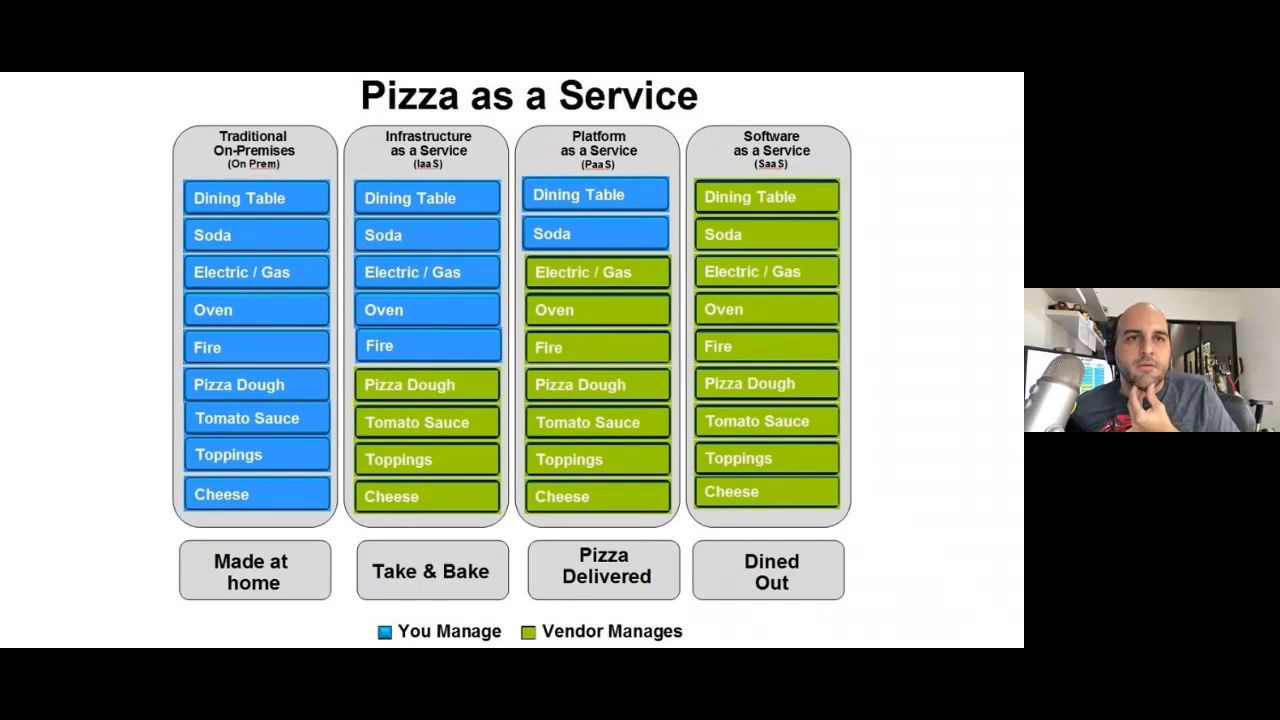 Pizza as a Service
Traditional
On-Premises
(On Prem)
Dining Table
Soda
Electric / Gas
Oven
Fire
Pizza Dough
Tomato Sauce
Toppings
Cheese
Made at
home
Infrastructure
as a Service
(IaaS)
Dining Table
Soda
Electric / Gas
Oven
Fire
Pizza Dough
Tomato Sauce
Toppings
Cheese
Take & Bake
Platform
as a Service
(PaaS)
Dining Table
Soda
Electric / Gas
Oven
Fire
Pizza Dough
Tomato Sauce
Toppings
Cheese
Pizza
Delivered
Software
as a Service
(SaaS)
Dining Table
Soda
Electric / Gas
Oven
Fire
Pizza Dough
Tomato Sauce
Toppings
Cheese
Dined
Out
You Manage
Vendor Manages